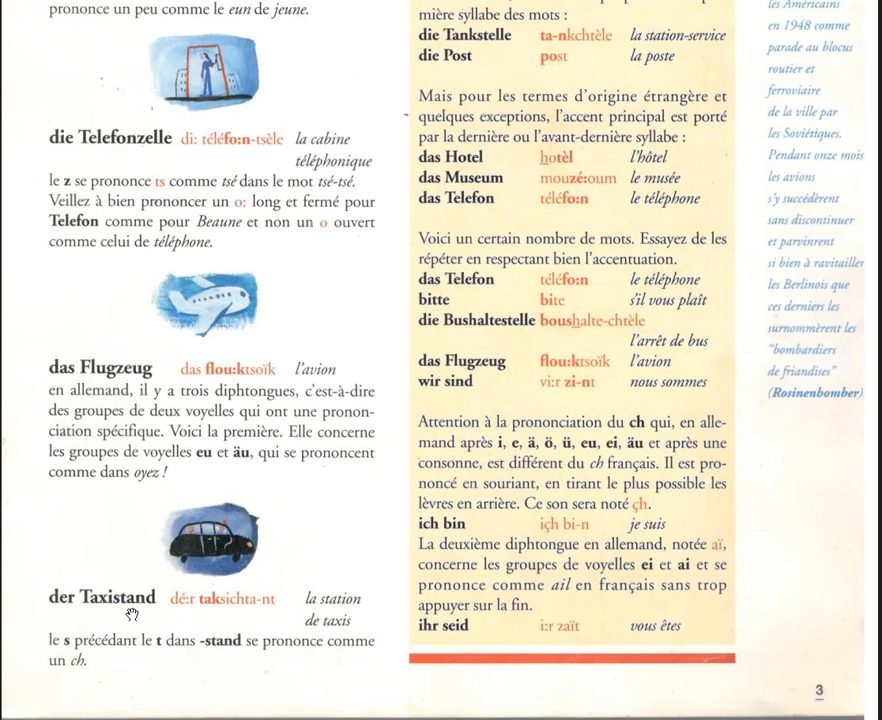 prononce un peu comme le eun de jeune.
die Telefonzelle di: téléfo:n-tsèle la cabine
téléphonique
le z se prononce ts comme tsé dans le mot tsé-tsé.
Veillez à bien prononcer un o: long et fermé pour
Telefon comme pour Beaune et non un o ouvert
comme celui de téléphone.
das Flugzeug das flou:ktsoïk l'avion
en allemand, il y a trois diphtongues, c'est-à-dire
des groupes de deux voyelles qui ont une pronon-
ciation spécifique. Voici la première. Elle concerne
les groupes de voyelles eu et äu, qui se prononcent
comme dans oyez !
der Taxistand dé:r taksichta-nt la station
de taxis
le s précédant le t dans -stand se prononce comme
un ch.
mière syllabe des mots :
die Tankstelle ta-nkchtèle la station-service
die Post post la poste
Mais pour les termes d'origine étrangère et
quelques exceptions, l'accent principal est porté
par la dernière ou l'avant-dernière syllabe :
das Hotel hotèl l'hôtel
das Museum mouzé:oum le musée
das Telefon téléfo:n le téléphone
Voici un certain nombre de mots. Essayez de les
répéter en respectant bien l'accentuation.
das Telefon téléfo:n le téléphone
bitte bite s'il vous plaît
die Bushaltestelle boushalte-chtèle
l'arrêt de bus
das Flugzeug flou:ktsoïk l'avion
wir sind vi:r zi-nt nous sommes
Attention à la prononciation du ch qui, en alle-
mand après i, e, ä, ö, ü, eu, ei, äu et après une
consonne, est différent du ch français. Il est pro-
noncé en souriant, en tirant le plus possible les
lèvres en arrière. Ce son sera noté çh.
ich bin içh bi-n je suis
La deuxième diphtongue en allemand, notée aï,
concerne les groupes de voyelles ei et ai et se
prononce comme ail en français sans trop
appuyer sur la fin.
ihr seid i:r zaït vous êtes
les Américains
en 1948 comme
parade au blocus
routier et
ferroviaire
de la ville par
les Soviétiques.
Pendant onze mois
les avions
s'y succédèrent
sans discontinuer
et parvinrent
si bien à ravitailler
les Berlinois que
ces derniers les
surnommèrent les
"bombardiers
de friandises"
(Rosinenbomber)
3